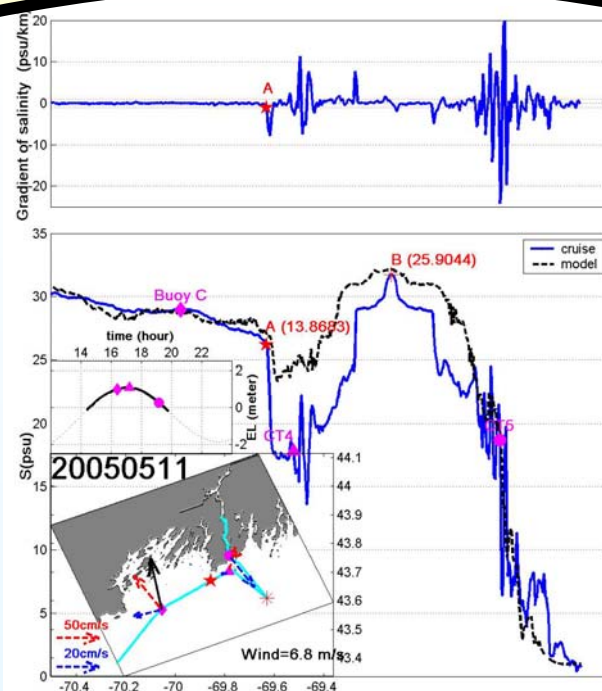 Gradient of salinity (psu/km)
20
10
0
-10
-20
A
S(psu)
35
30
25
20
15
10
5
0
cruise
model
B (25.9044)
Buoy C
A (13.8683)
time (hour)
14 16 18 20 22
2
0
-2
EL (meter)
CT4
CT5
20050511
44.1
44
43.9
43.8
43.7
43.6
43.5
43.4
50cm/s
20cm/s
Wind=6.8 m/s
-70.4 -70.2 -70 -69.8 -69.6 -69.4